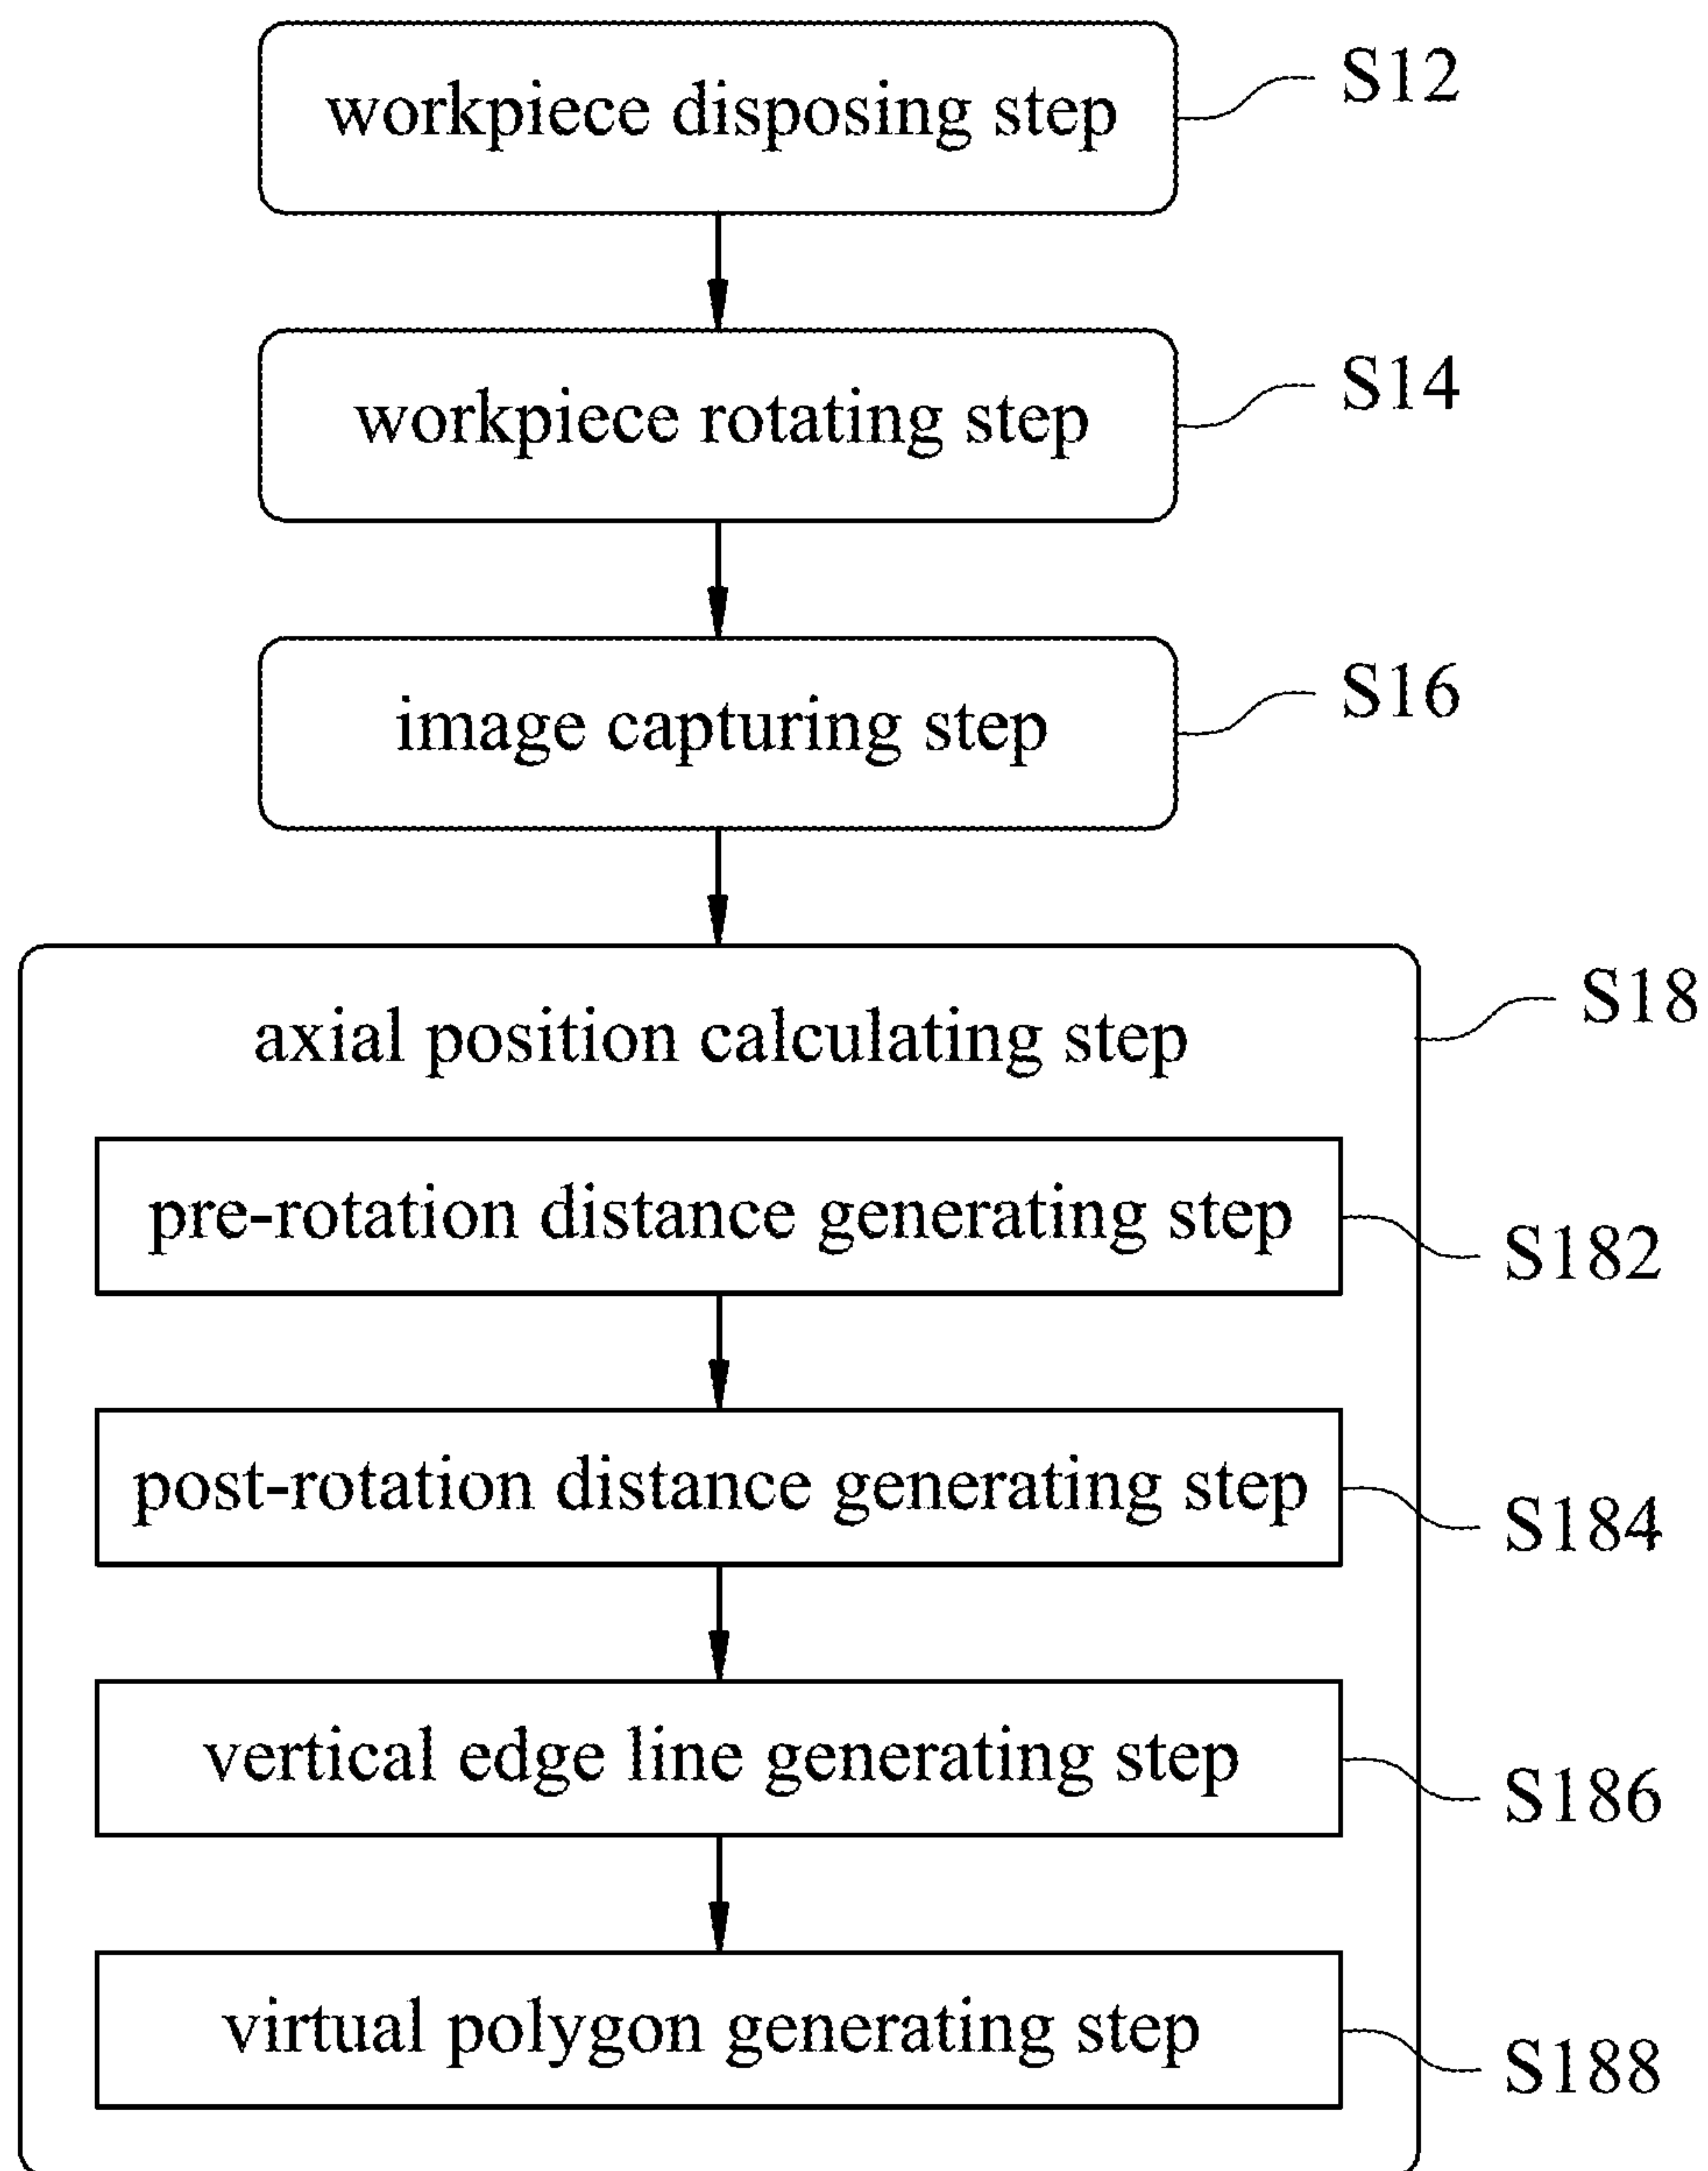 workpiece disposing step
S12
workpiece rotating step
S14
image capturing step
S16
axial position calculating step
S18
pre-rotation distance generating step
S182
post-rotation distance generating step
S184
vertical edge line generating step
S186
virtual polygon generating step
S188